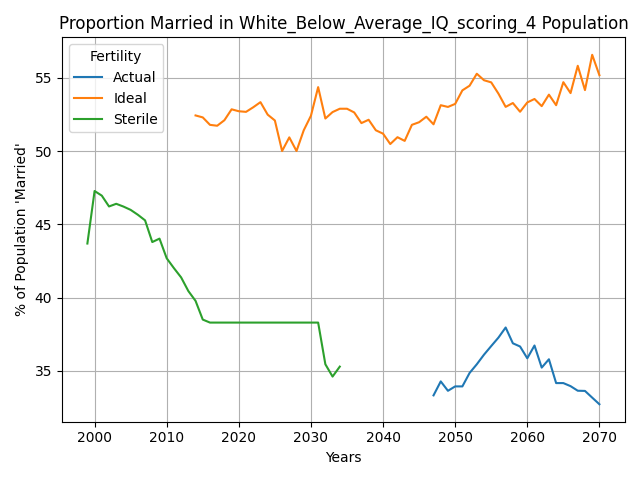 Proportion Married in White_Below_Average_IQ_scoring_4 Population
Fertility
Actual
Ideal
Sterile
% of Population 'Married'
55
50
45
40
35
2000 2010 2020 2030 2040 2050 2060 2070
Years